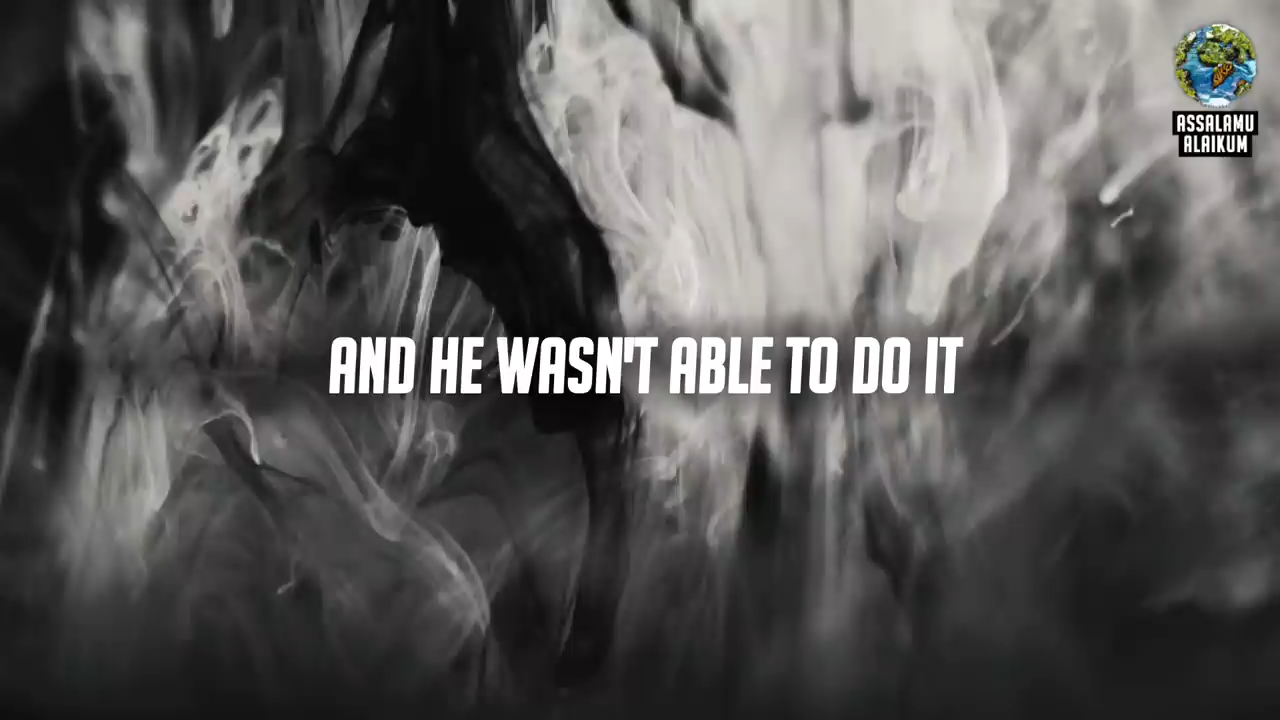 ASSALAMU
ALAIKUM
AND HE WASN'T ABLE TO DO IT